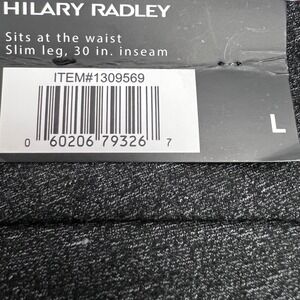 HILARY RADLEY
Sits at the waist
Slim leg, 30 in. inseam
ITEM#1309569
0 60206 79326 7
L